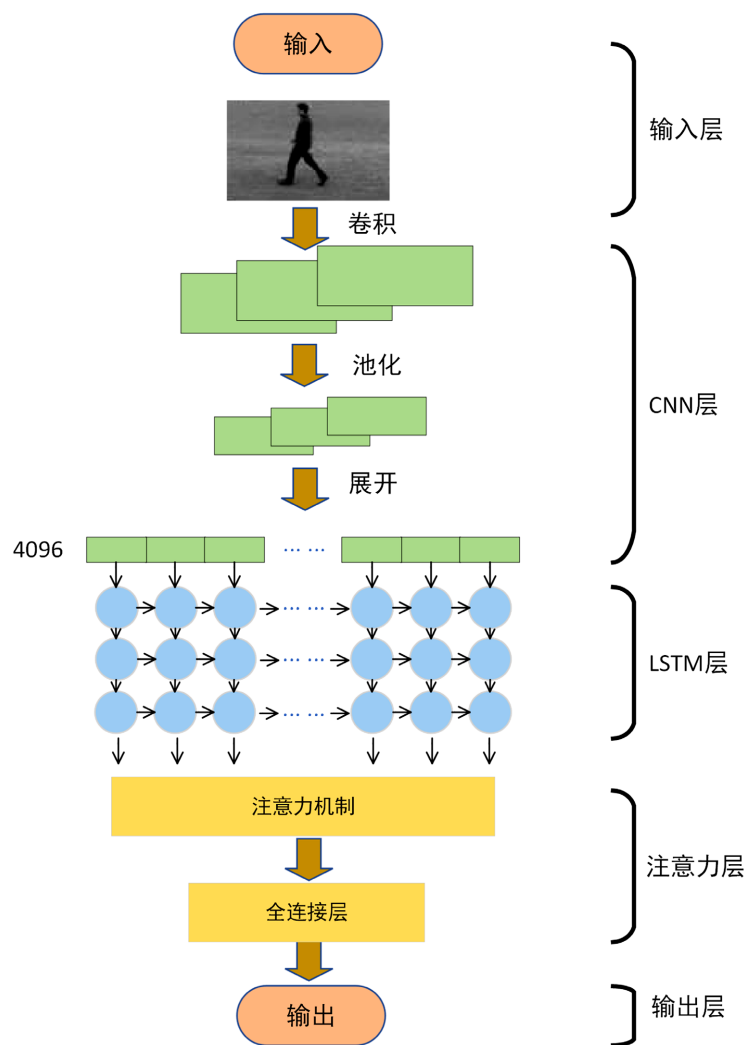 输入
输入层
卷积
池化
CNN层
展开
4096
... ...
... ...
... ...
LSTM层
... ...
注意力机制
注意力层
全连接层
输出
输出层